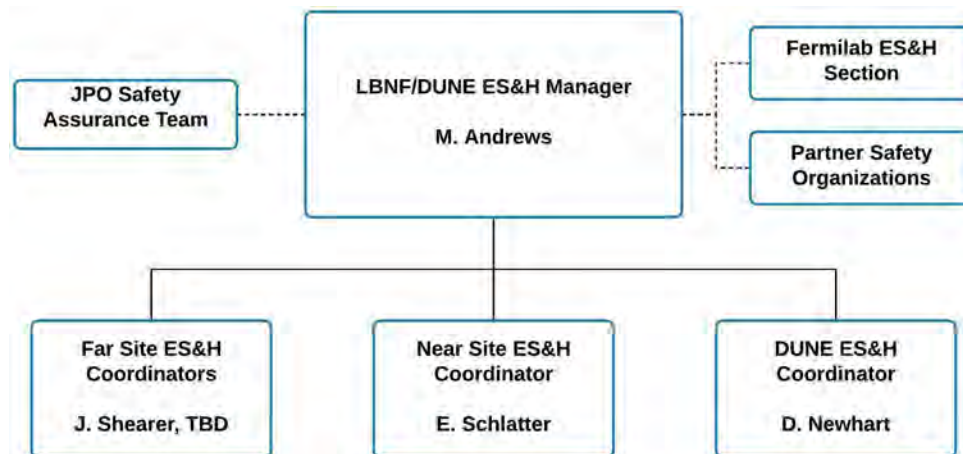 JPO Safety
Assurance Team
LBNF/DUNE ES&H Manager
M. Andrews
Fermilab ES&H
Section
Partner Safety
Organizations
Far Site ES&H
Coordinators
J. Shearer, TBD
Near Site ES&H
Coordinator
E. Schlatter
DUNE ES&H
Coordinator
D. Newhart